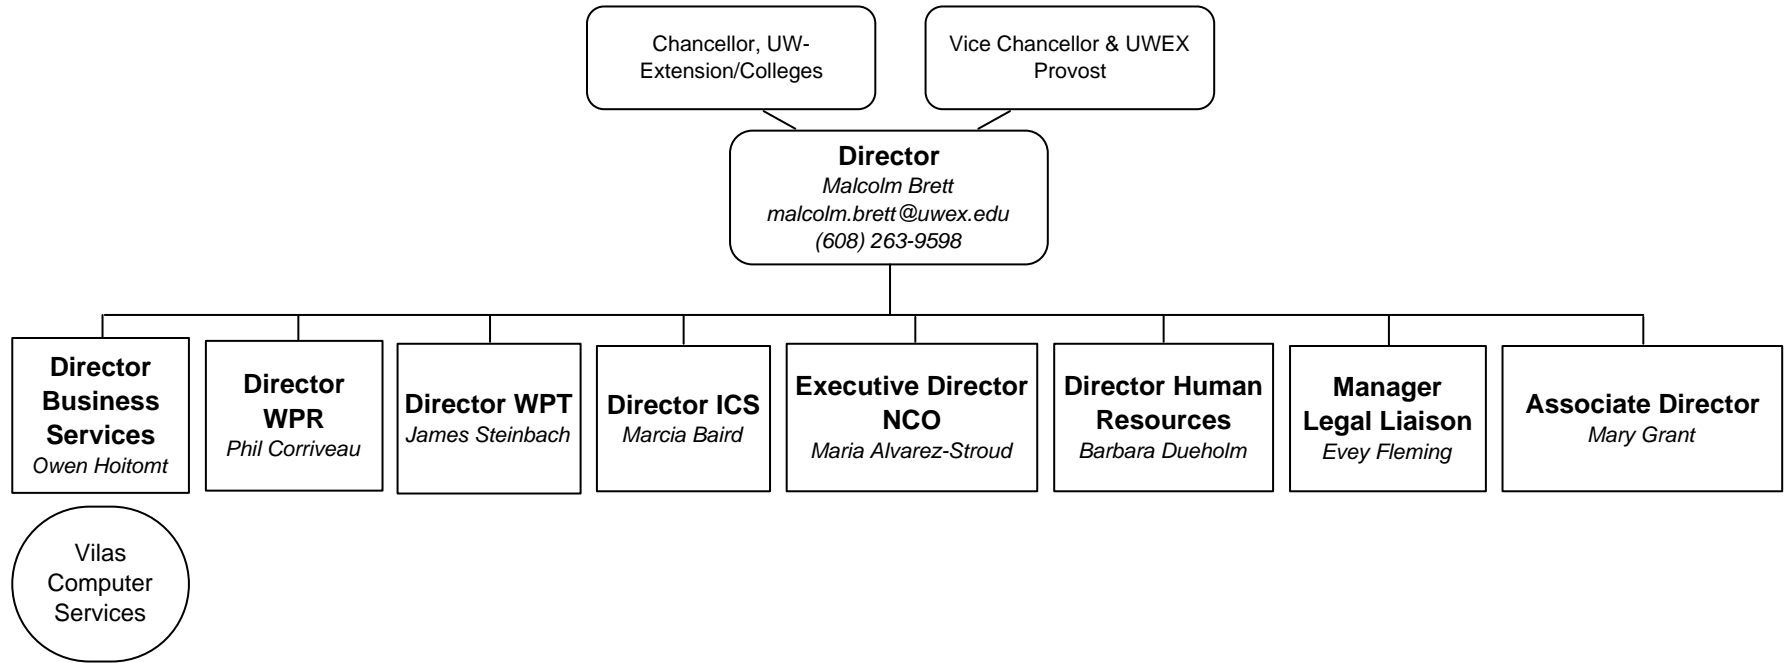 Chancellor, UW-
Extension/Colleges
Vice Chancellor & UWEX
Provost
Director
Malcolm Brett
malcolm.brett@uwex.edu
(608) 263-9598
Director
Business
Services
Owen Hoitomt
Director
WPR
Phil Corriveau
Director WPT
James Steinbach
Director ICS
Marcia Baird
Executive Director
NCO
Maria Alvarez-Stroud
Director Human
Resources
Barbara Dueholm
Manager
Legal Liaison
Evey Fleming
Associate Director
Mary Grant
Vilas
Computer
Services